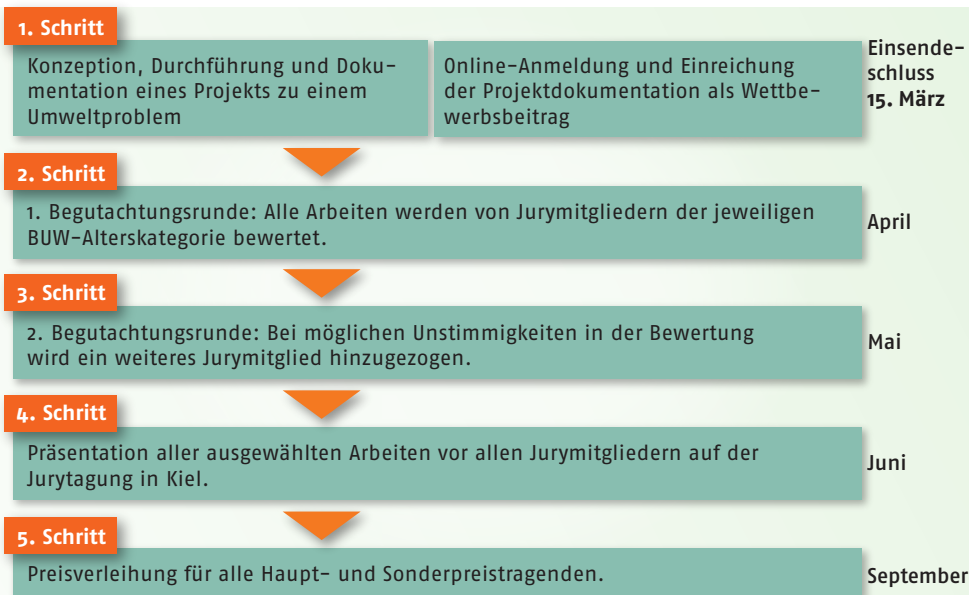 1. Schritt
Konzeption, Durchführung und Doku-
mentation eines Projekts zu einem
Umweltproblem
Online-Anmeldung und Einreichung
der Projektdokumentation als Wettbe-
werbsbeitrag
Einsende-
schluss
15. März
2. Schritt
1. Begutachtungsrunde: Alle Arbeiten werden von Jurymitgliedern der jeweiligen
BUW-Alterskategorie bewertet.
April
3. Schritt
2. Begutachtungsrunde: Bei möglichen Unstimmigkeiten in der Bewertung
wird ein weiteres Jurymitglied hinzugezogen.
Mai
4. Schritt
Präsentation aller ausgewählten Arbeiten vor allen Jurymitgliedern auf der
Jurytagung in Kiel.
Juni
5. Schritt
Preisverleihung für alle Haupt- und Sonderpreistragenden.
September